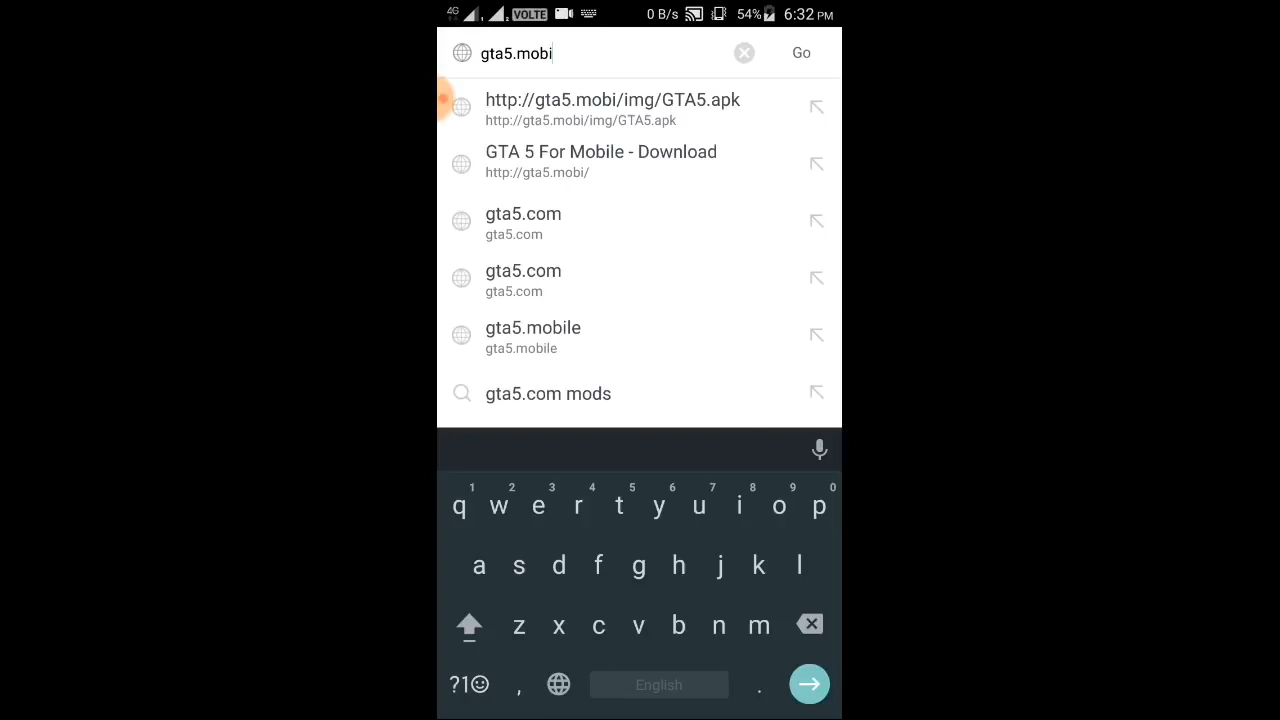 4G 1 2 VOLTE 0 B/s 54% 6:32 PM
gta5.mobi Go
http://gta5.mobi/img/GTA5.apk
http://gta5.mobi/img/GTA5.apk
GTA 5 For Mobile - Download
http://gta5.mobi/
gta5.com
gta5.com
gta5.com
gta5.com
gta5.mobile
gta5.mobile
gta5.com mods
1 2 3 4 5 6 7 8 9 0
q w e r t y u i o p
a s d f g h j k l
z x c v b n m
?1☺ , English .